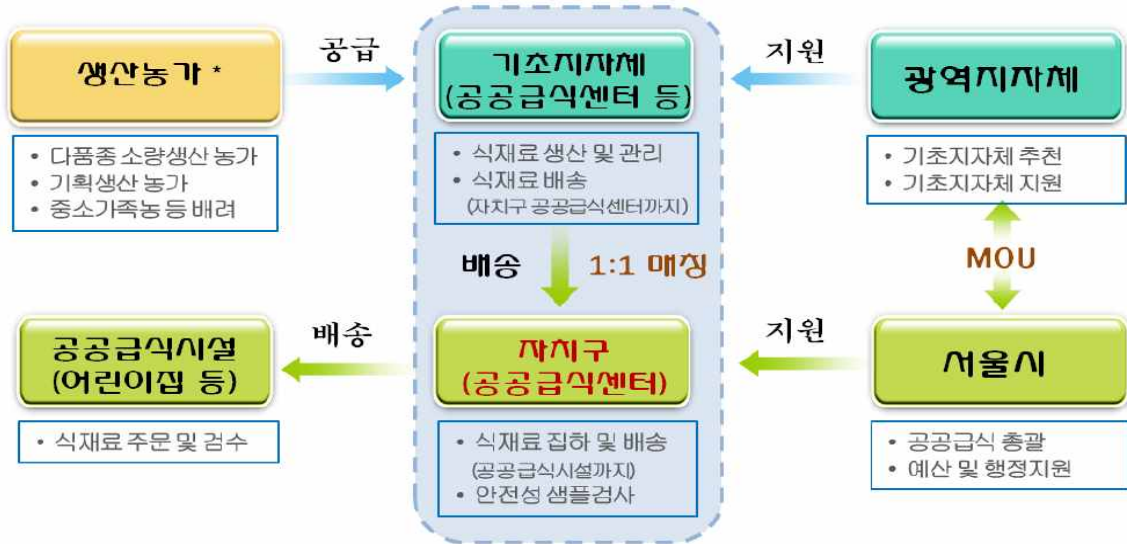 생산농가 *
공급
기초지자체
(공공급식센터 등)
지원
광역지자체
• 다품종 소량생산 농가
• 기획생산 농가
• 중소가족농 등 배려
• 식재료 생산 및 관리
• 식재료 배송
(자치구 공공급식센터까지)
• 기초지자체 추천
• 기초지자체 지원
배송
1:1 매칭
MOU
공공급식시설
(어린이집 등)
배송
자치구
(공공급식센터)
지원
서울시
• 식재료 주문 및 검수
• 식재료 집하 및 배송
(공공급식시설까지)
• 안전성 샘플검사
• 공공급식 총괄
• 예산 및 행정지원